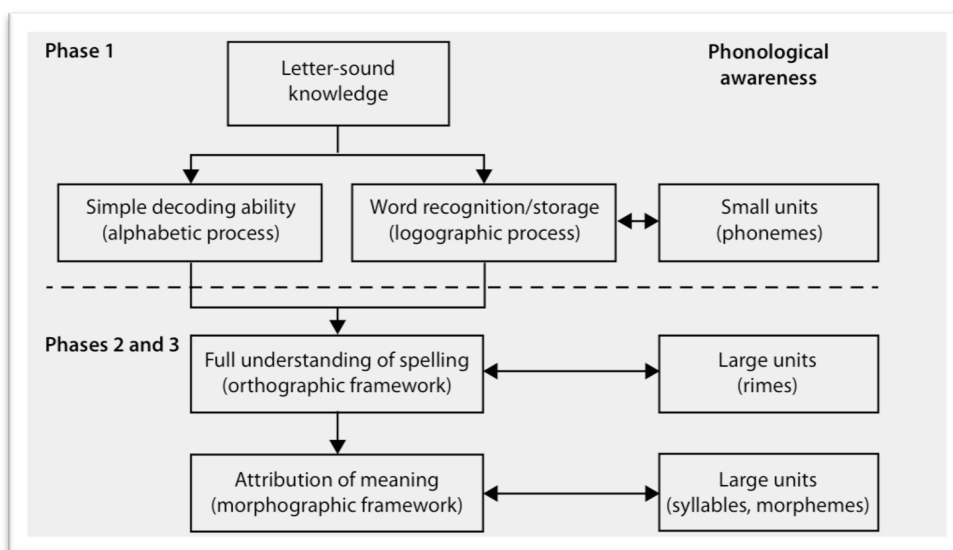 Phase 1
Phonological
awareness
Letter-sound
knowledge
Simple decoding ability
(alphabetic process)
Word recognition/storage
(logographic process)
Small units
(phonemes)
Phases 2 and 3
Full understanding of spelling
(orthographic framework)
Large units
(rimes)
Attribution of meaning
(morphographic framework)
Large units
(syllables, morphemes)